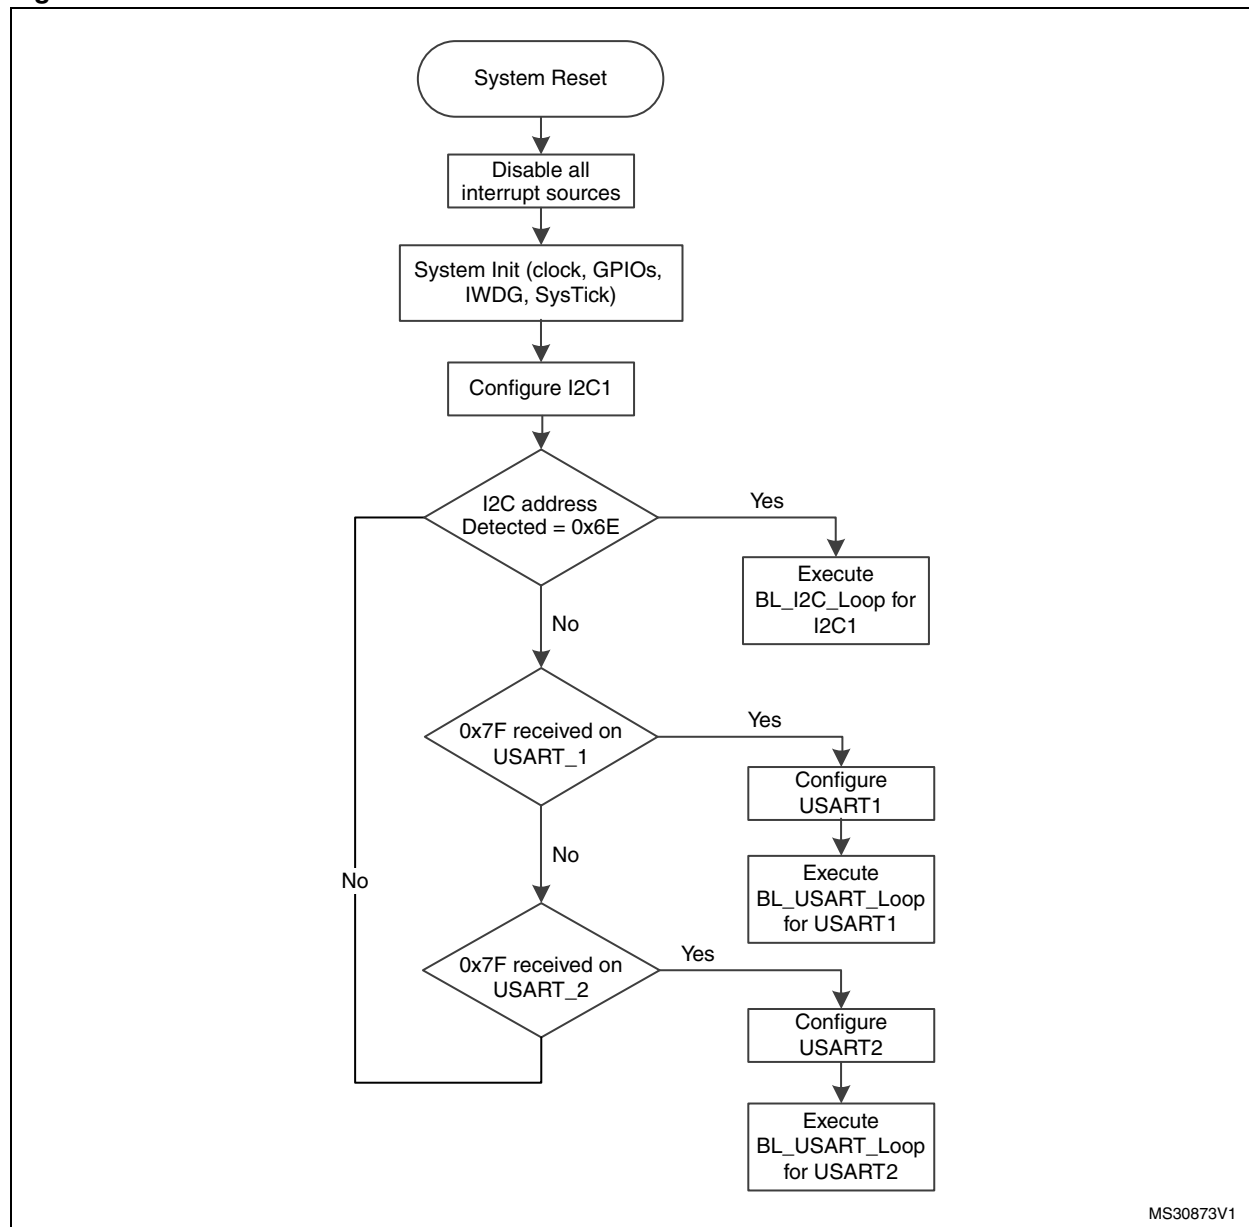 System Reset
Disable all
interrupt sources
System Init (clock, GPIOs,
IWDG, SysTick)
Configure I2C1
I2C address
Detected = 0x6E
Yes
Execute
BL_I2C_Loop for
I2C1
No
0x7F received on
USART_1
Yes
Configure
USART1
Execute
BL_USART_Loop
for USART1
No
No
0x7F received on
USART_2
Yes
Configure
USART2
Execute
BL_USART_Loop
for USART2
MS30873V1